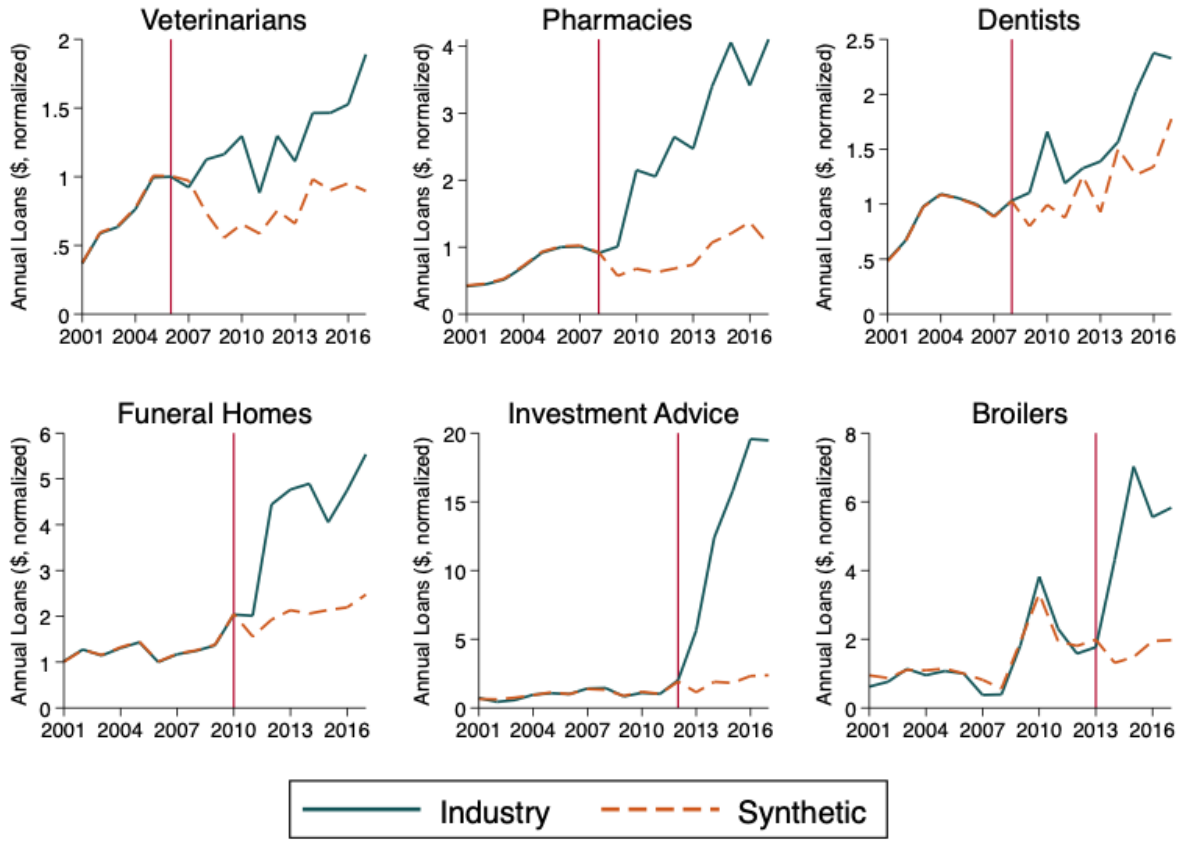 Veterinarians
Annual Loans ($, normalized)
2
1.5
1
.5
0
2001 2004 2007 2010 2013 2016
Pharmacies
Annual Loans ($, normalized)
4
3
2
1
0
2001 2004 2007 2010 2013 2016
Dentists
Annual Loans ($, normalized)
2.5
2
1.5
1
.5
0
2001 2004 2007 2010 2013 2016
Funeral Homes
Annual Loans ($, normalized)
6
5
4
3
2
1
0
2001 2004 2007 2010 2013 2016
Investment Advice
Annual Loans ($, normalized)
20
15
10
5
0
2001 2004 2007 2010 2013 2016
Broilers
Annual Loans ($, normalized)
8
6
4
2
0
2001 2004 2007 2010 2013 2016
Industry Synthetic